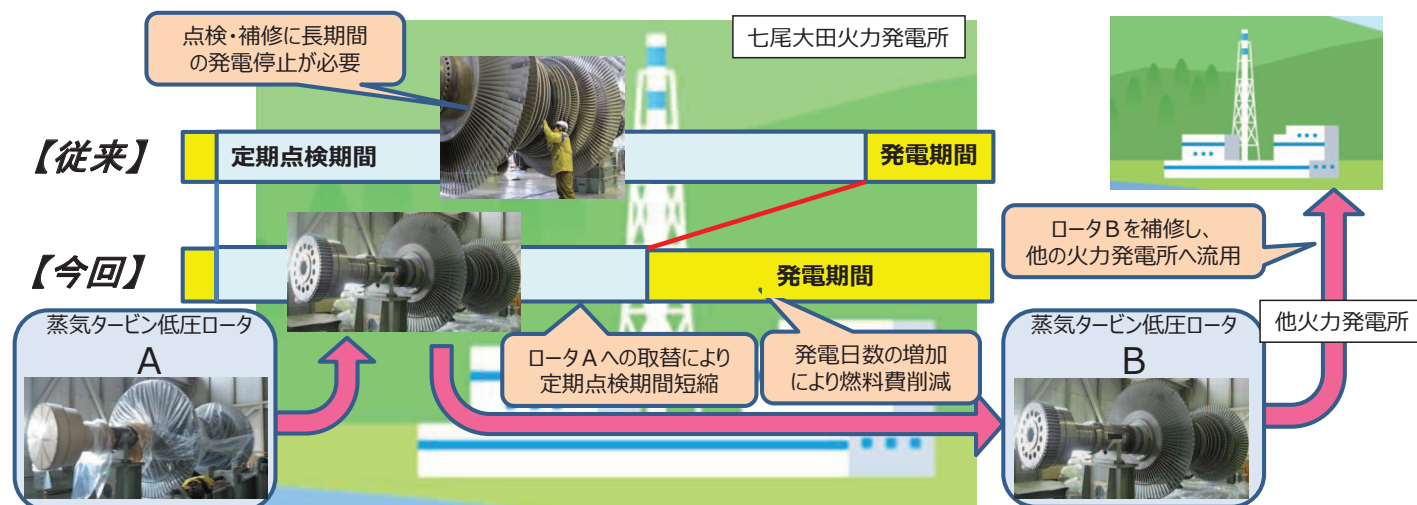 点検・補修に長期間
の発電停止が必要
七尾大田火力発電所
【従来】
定期点検期間
発電期間
【今回】
発電期間
ロータBを補修し、
他の火力発電所へ流用
蒸気タービン低圧ロータ
A
ロータAへの取替により
定期点検期間短縮
発電日数の増加
により燃料費削減
蒸気タービン低圧ロータ
B
他火力発電所